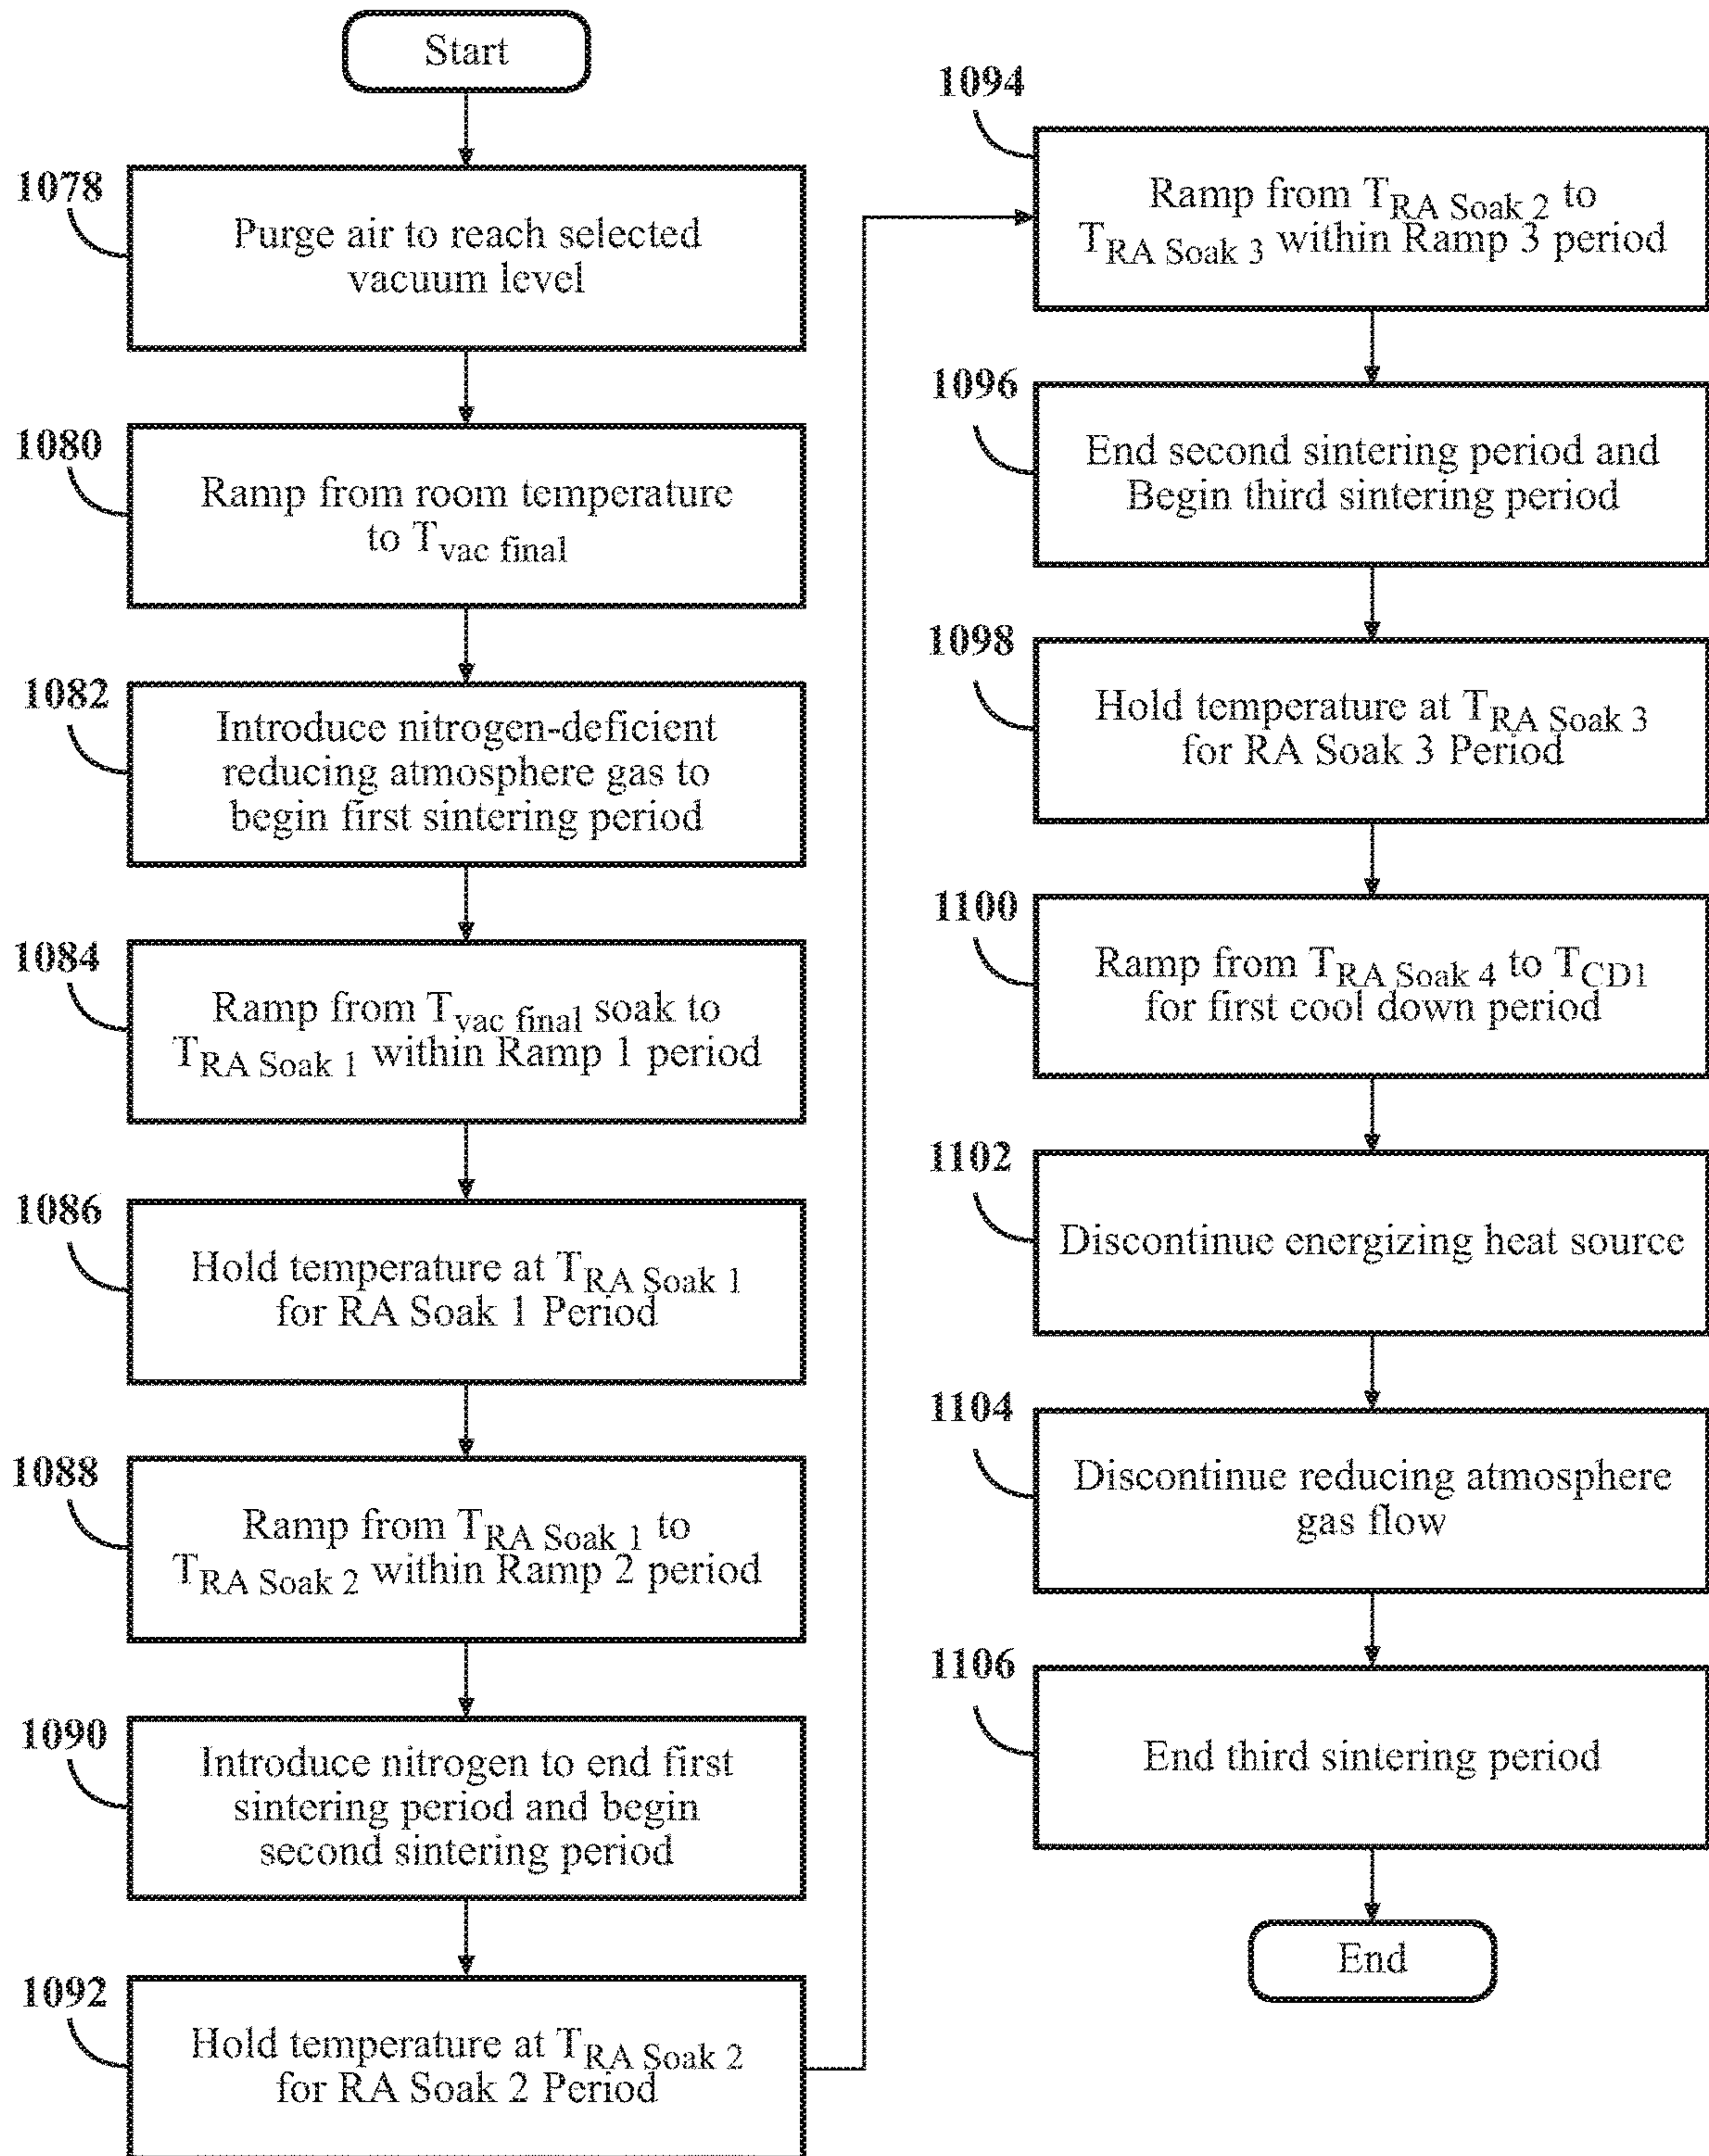 Start
1078
Purge air to reach selected
vacuum level
1080
Ramp from room temperature
to Tvac final
1082
Introduce nitrogen-deficient
reducing atmosphere gas to
begin first sintering period
1084
Ramp from Tvac final soak to
TRA Soak 1 within Ramp 1 period
1086
Hold temperature at TRA Soak 1
for RA Soak 1 Period
1088
Ramp from TRA Soak 1 to
TRA Soak 2 within Ramp 2 period
1090
Introduce nitrogen to end first
sintering period and begin
second sintering period
1092
Hold temperature at TRA Soak 2
for RA Soak 2 Period
1094
Ramp from TRA Soak 2 to
TRA Soak 3 within Ramp 3 period
1096
End second sintering period and
Begin third sintering period
1098
Hold temperature at TRA Soak 3
for RA Soak 3 Period
1100
Ramp from TRA Soak 4 to TCD1
for first cool down period
1102
Discontinue energizing heat source
1104
Discontinue reducing atmosphere
gas flow
1106
End third sintering period
End